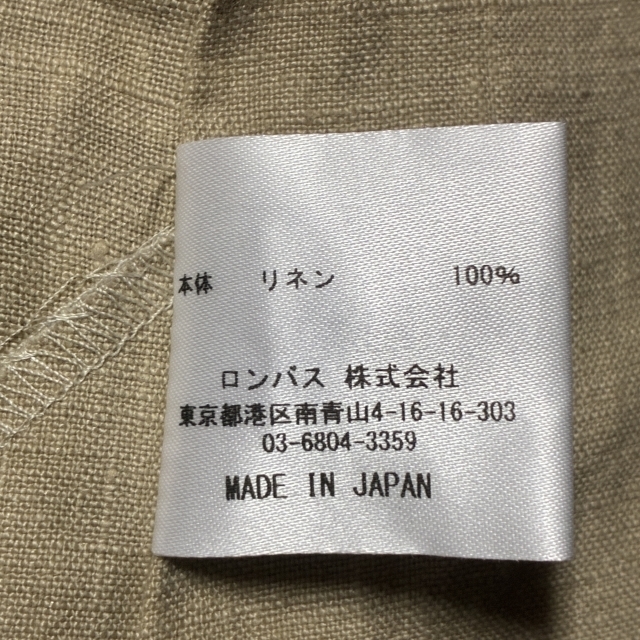 本体 リネン 100%
ロンバス 株式会社
東京都港区南青山4-16-16-303
03-6804-3359
MADE IN JAPAN